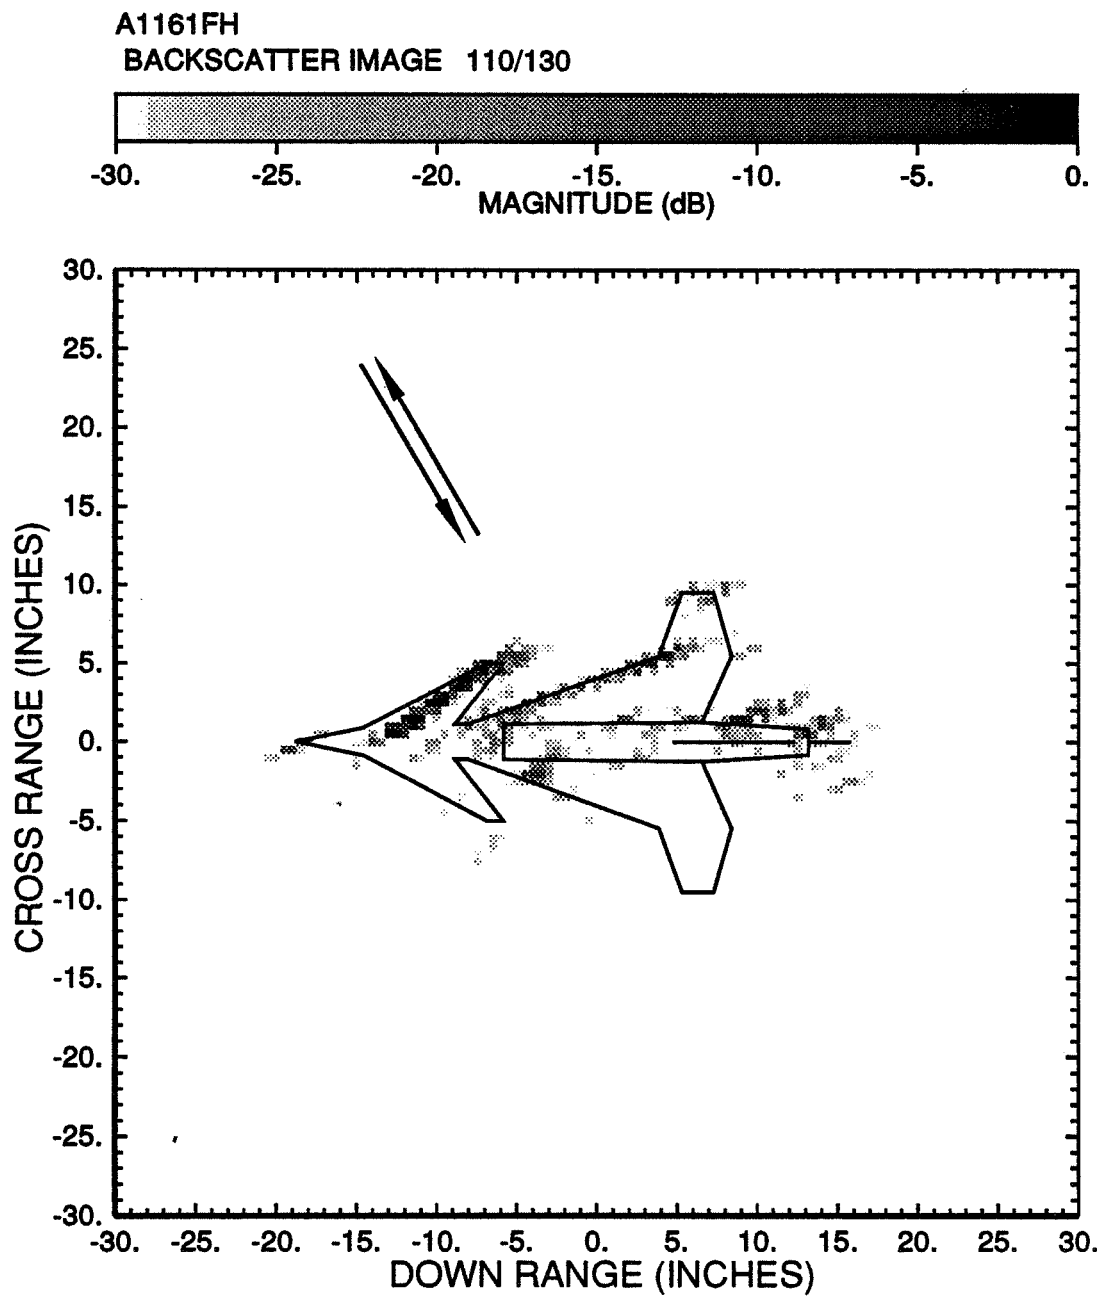 A1161FH
BACKSCATTER IMAGE 110/130
-30. -25. -20. -15. -10. -5. 0.
MAGNITUDE (dB)
30.
25.
20.
15.
10.
5.
0.
-5.
-10.
-15.
-20.
-25.
-30.
CROSS RANGE (INCHES)
-30. -25. -20. -15. -10. -5. 0. 5. 10. 15. 20. 25. 30.
DOWN RANGE (INCHES)